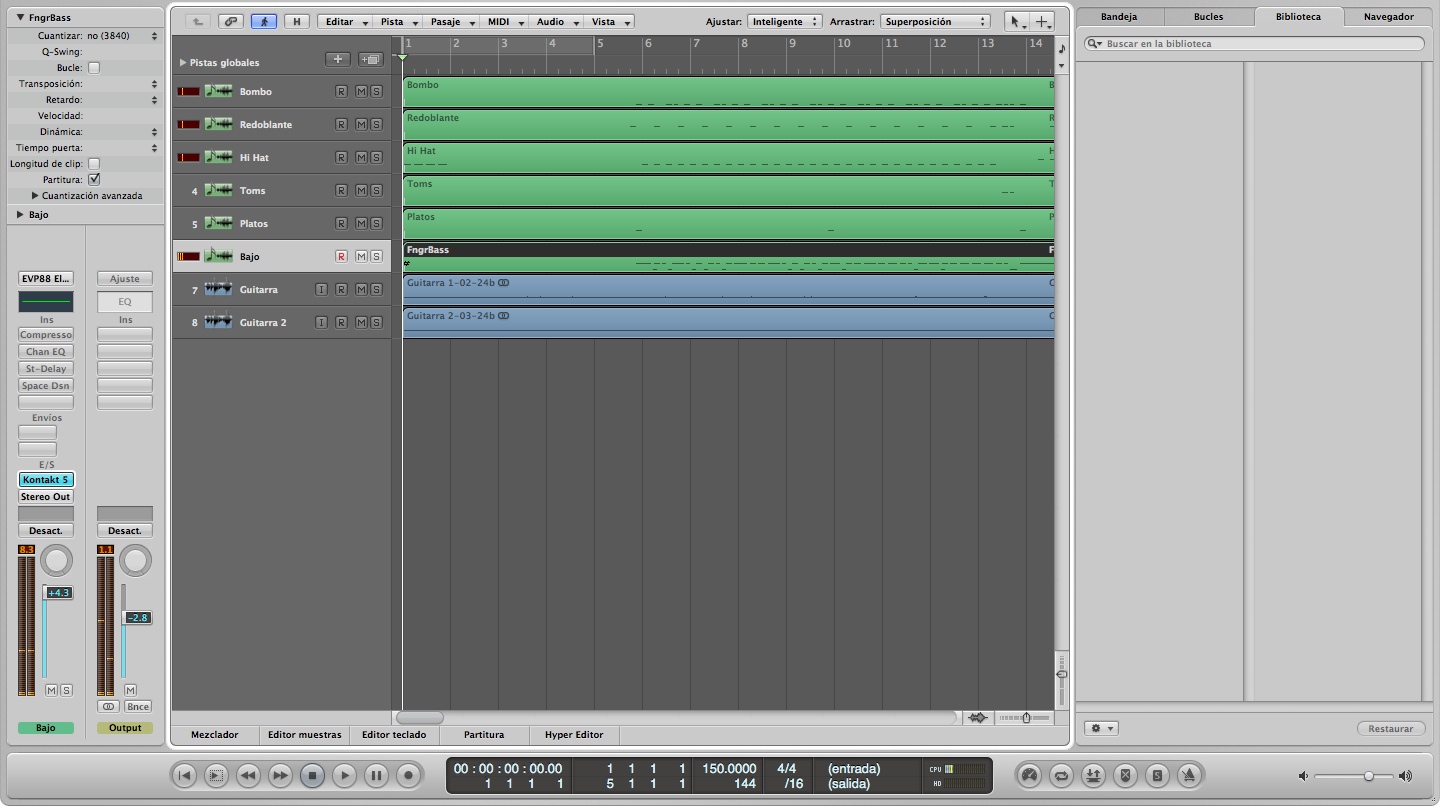 FngrBass
Cuantizar: no (3840)
Q-Swing:
Bucle:
Transposición:
Retardo:
Velocidad:
Dinámica:
Tiempo puerta:
Longitud de clip:
Partitura:
Cuantización avanzada
Bajo
EVP88 El... Ajuste
EQ
Ins Ins
Compresso
Chan EQ
St-Delay
Space Dsn
Envíos
E/S
Kontakt 5
Stereo Out
Desact. Desact.
8.3 1.1
+4.3
-2.8
M S M
Bnce
Bajo Output
H Editar Pista Pasaje MIDI Audio Vista Ajustar: Inteligente Arrastrar: Superposición
1 2 3 4 5 6 7 8 9 10 11 12 13 14
Pistas globales
Bombo R M S Bombo B
Redoblante R M S Redoblante R
Hi Hat R M S Hi Hat H
4 Toms R M S Toms T
5 Platos R M S Platos P
Bajo R M S FngrBass F
7 Guitarra I R M S Guitarra 1-02-24b
8 Guitarra 2 I R M S Guitarra 2-03-24b
Mezclador Editor muestras Editor teclado Partitura Hyper Editor
Bandeja Bucles Biblioteca Navegador
Buscar en la biblioteca
Restaurar
00 : 00 : 00 : 00.00 1 1 1 1 150.0000 4/4 (entrada) CPU
1 1 1 1 5 1 1 1 144 /16 (salida) HD
S